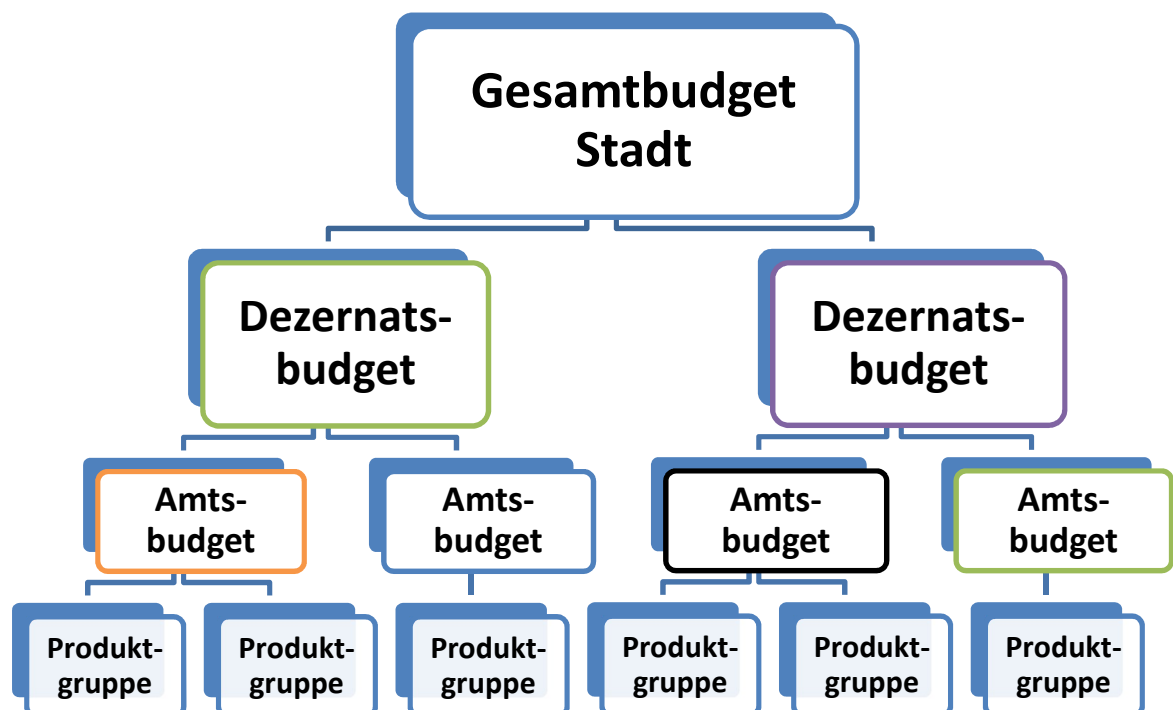 Gesamtbudget
Stadt
Dezernats-
budget
Dezernats-
budget
Amts-
budget
Amts-
budget
Amts-
budget
Amts-
budget
Produkt-
gruppe
Produkt-
gruppe
Produkt-
gruppe
Produkt-
gruppe
Produkt-
gruppe
Produkt-
gruppe